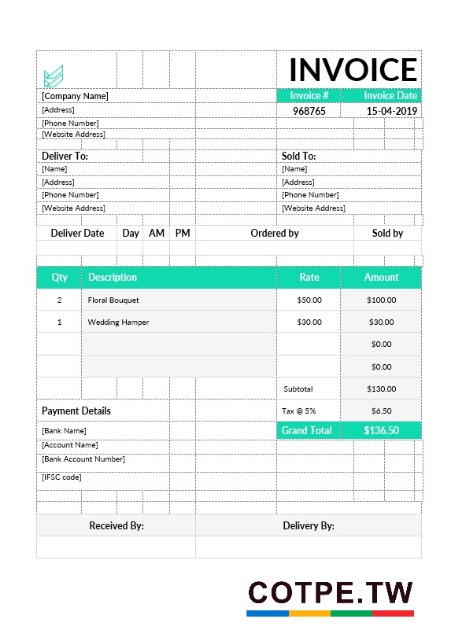 INVOICE
[Company Name] Invoice # Invoice Date
[Address] 968765 15-04-2019
[Phone Number]
[Website Address]
Deliver To: Sold To:
[Name] [Name]
[Address] [Address]
[Phone Number] [Phone Number]
[Website Address] [Website Address]
Deliver Date Day AM PM Ordered by Sold by
Qty Description Rate Amount
2 Floral Bouquet $50.00 $100.00
1 Wedding Hamper $30.00 $30.00
$0.00
$0.00
Subtotal $130.00
Payment Details Tax @ 5% $6.50
[Bank Name] Grand Total $136.50
[Account Name]
[Bank Account Number]
[IFSC code]
Received By: Delivery By:
COTPE.TW